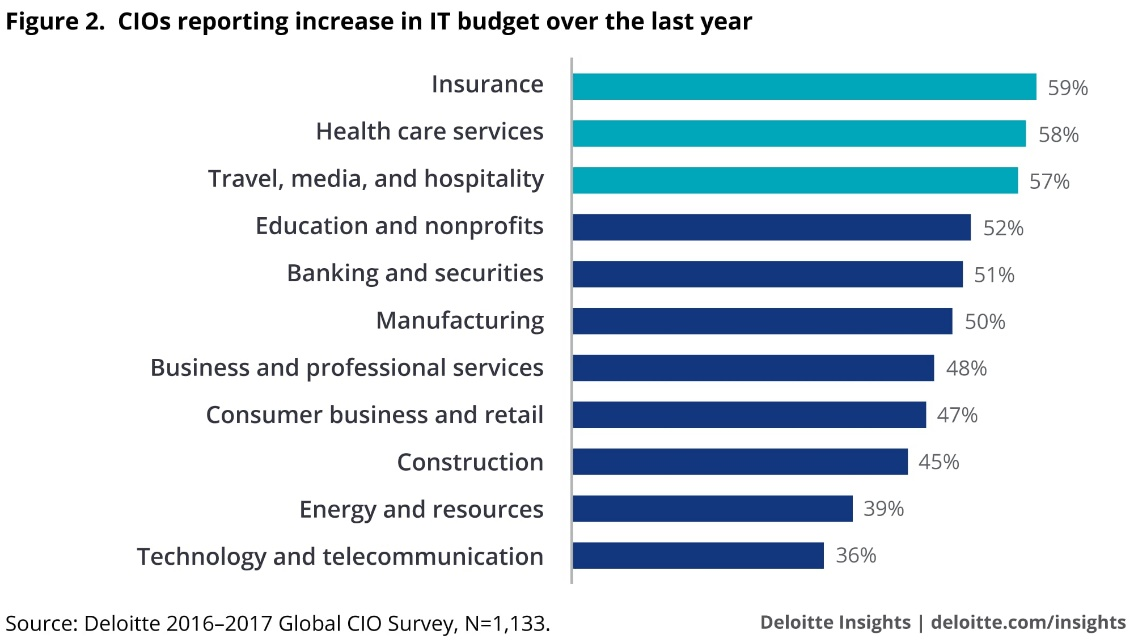 Figure 2. CIOs reporting increase in IT budget over the last year
Insurance 59%
Health care services 58%
Travel, media, and hospitality 57%
Education and nonprofits 52%
Banking and securities 51%
Manufacturing 50%
Business and professional services 48%
Consumer business and retail 47%
Construction 45%
Energy and resources 39%
Technology and telecommunication 36%
Source: Deloitte 2016–2017 Global CIO Survey, N=1,133.
Deloitte Insights | deloitte.com/insights